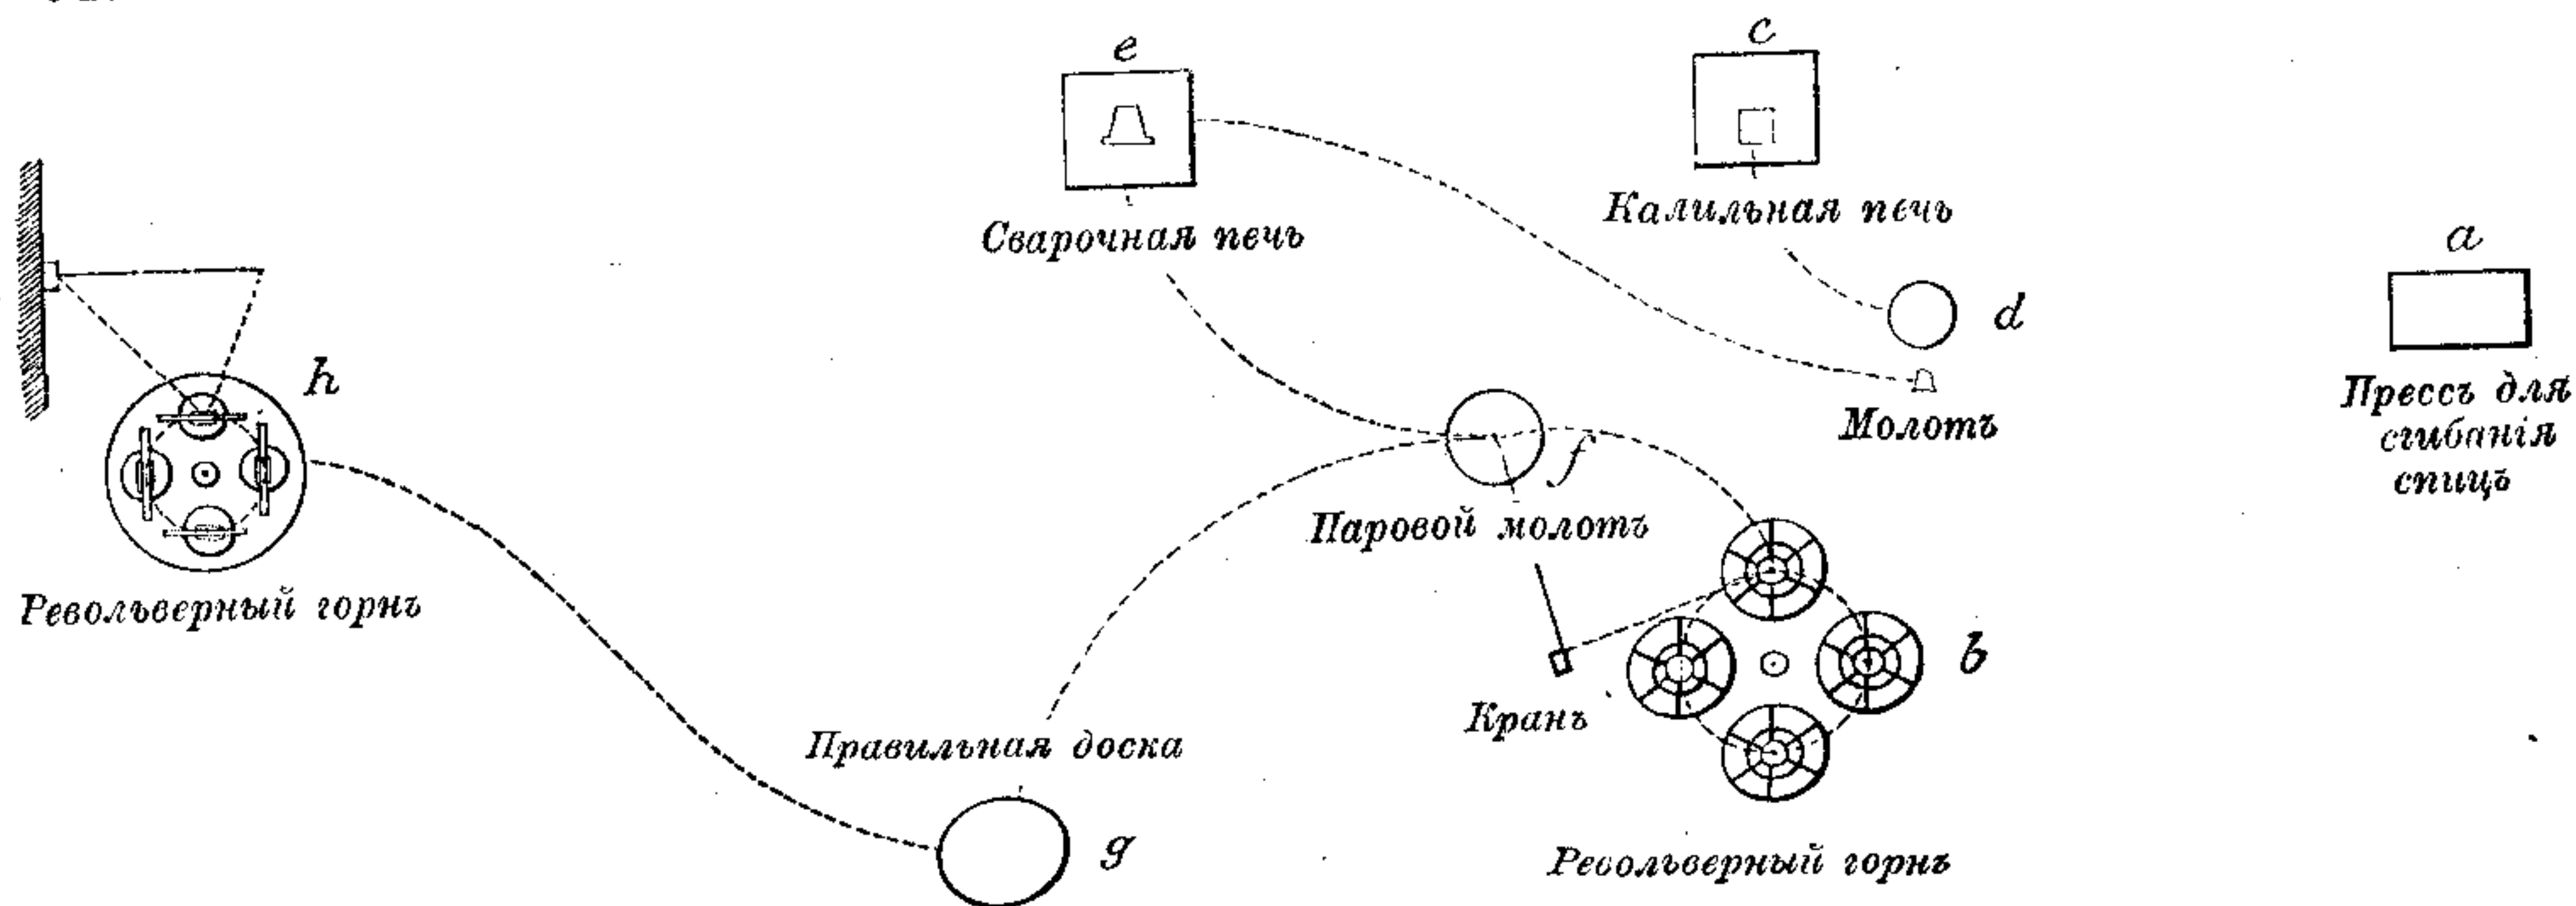 e
c
Сварочная печь
Калильная печь
a
d
Прессъ для
сгибанія
спицъ
h
Молотъ
f
Паровой молотъ
Револьверный горнъ
b
Кранъ
Правильная доска
g
Револьверный горнъ